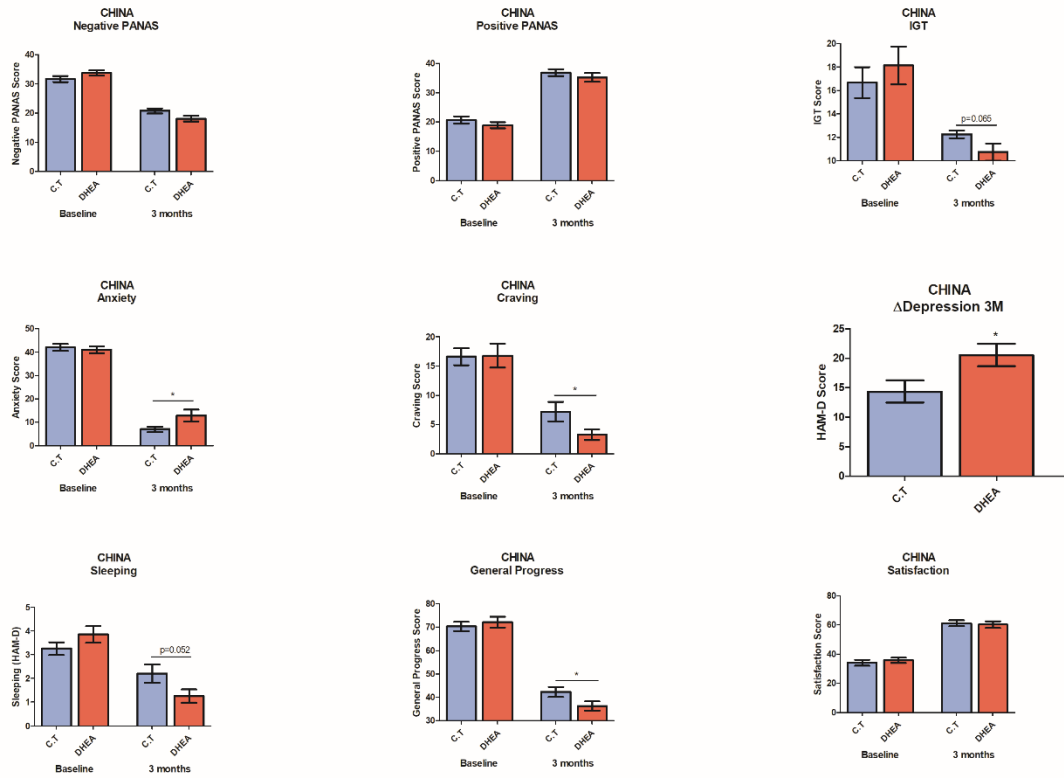 CHINA
Negative PANAS
Negative PANAS Score
40
30
20
10
0
C.T
DHEA
C.T
DHEA
Baseline
3 months
CHINA
Positive PANAS
Positive PANAS Score
40
30
20
10
0
C.T
DHEA
C.T
DHEA
Baseline
3 months
CHINA
IGT
IGT Score
20
18
16
14
12
10
p=0.065
C.T
DHEA
C.T
DHEA
Baseline
3 months
CHINA
Anxiety
Anxiety Score
50
40
30
20
10
0
*
C.T
DHEA
C.T
DHEA
Baseline
3 months
CHINA
Craving
Craving Score
20
15
10
5
0
*
C.T
DHEA
C.T
DHEA
Baseline
3 months
CHINA
ΔDepression 3M
HAM-D Score
25
20
15
10
5
0
*
C.T
DHEA
CHINA
Sleeping
Sleeping (HAM-D)
5
4
3
2
1
0
p=0.052
C.T
DHEA
C.T
DHEA
Baseline
3 months
CHINA
General Progress
General Progress Score
80
70
60
50
40
30
*
C.T
DHEA
C.T
DHEA
Baseline
3 months
CHINA
Satisfaction
Satisfaction Score
80
60
40
20
0
C.T
DHEA
C.T
DHEA
Baseline
3 months